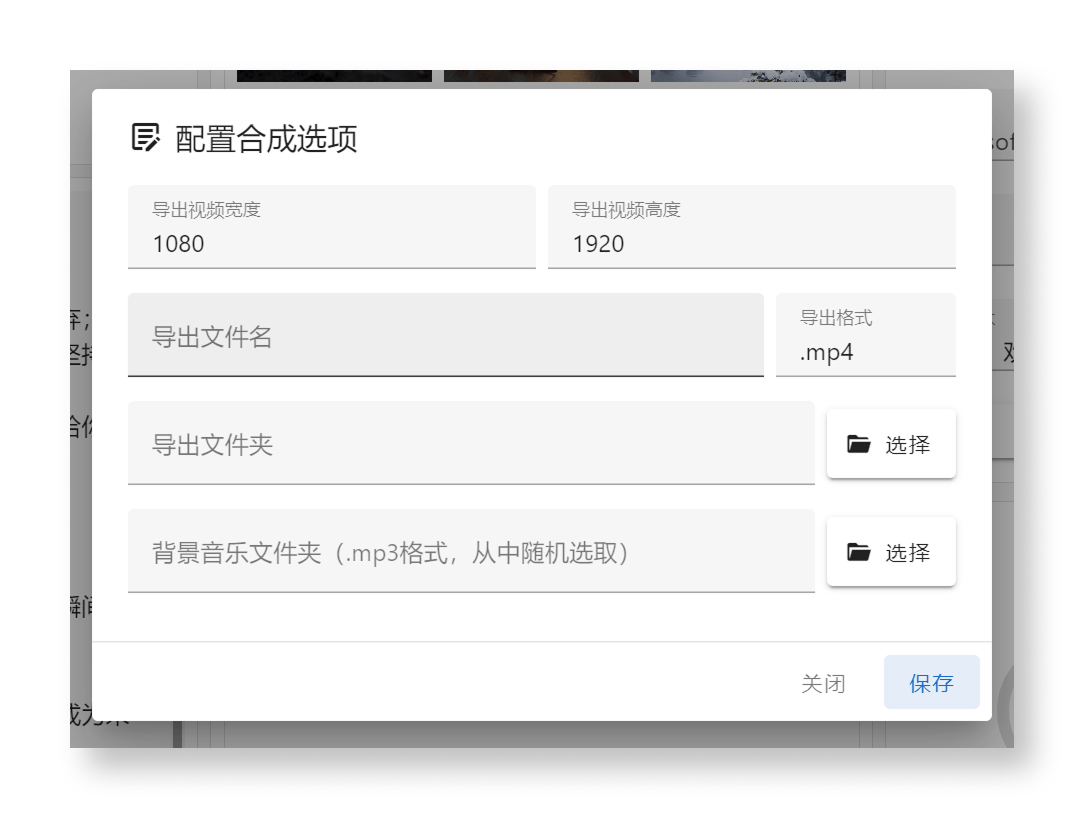 配置合成选项
导出视频宽度
1080
导出视频高度
1920
导出文件名
导出格式
.mp4
导出文件夹
选择
背景音乐文件夹（.mp3格式，从中随机选取）
选择
关闭
保存